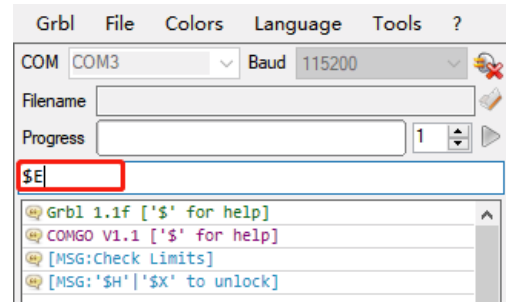 Grbl File Colors Language Tools ?
COM COM3 Baud 115200
Filename
Progress 1
$E
Grbl 1.1f ['$' for help]
COMGO V1.1 ['$' for help]
[MSG:Check Limits]
[MSG:'$H'|'$X' to unlock]